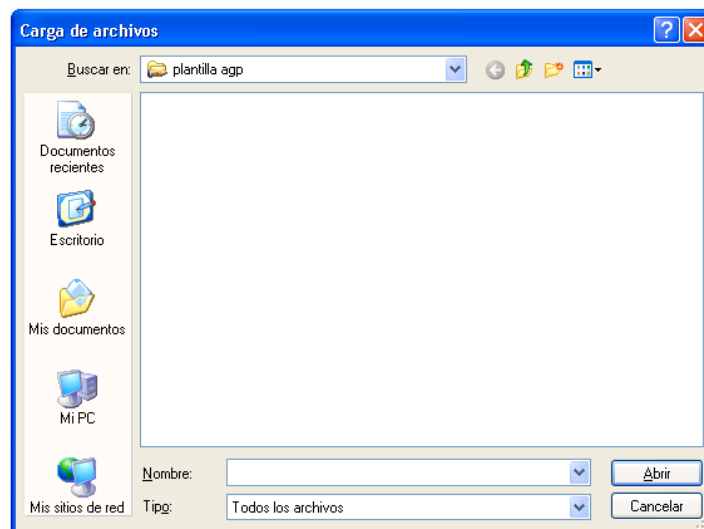 Carga de archivos
Buscar en:
plantilla agp
Documentos
recientes
Escritorio
Mis documentos
Mi PC
Mis sitios de red
Nombre:
Abrir
Tipo:
Todos los archivos
Cancelar